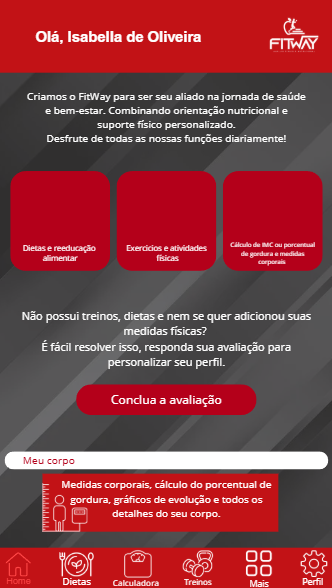 Olá, Isabella de Oliveira
FITWAY
Criamos o FitWay para ser seu aliado na jornada de saúde
e bem-estar. Combinando orientação nutricional e
suporte físico personalizado.
Desfrute de todas as nossas funções diariamente!
Dietas e reeducação
alimentar
Exercicios e atividades
físicas
Cálculo de IMC ou porcentual
de gordura e medidas
corporais
Não possui treinos, dietas e nem se quer adicionou suas
medidas físicas?
É fácil resolver isso, responda sua avaliação para
personalizar seu perfil.
Conclua a avaliação
Meu corpo
Medidas corporais, cálculo do porcentual de
gordura, gráficos de evolução e todos os
detalhes do seu corpo.
Home
Dietas
Calculadora
Treinos
Mais
Perfil